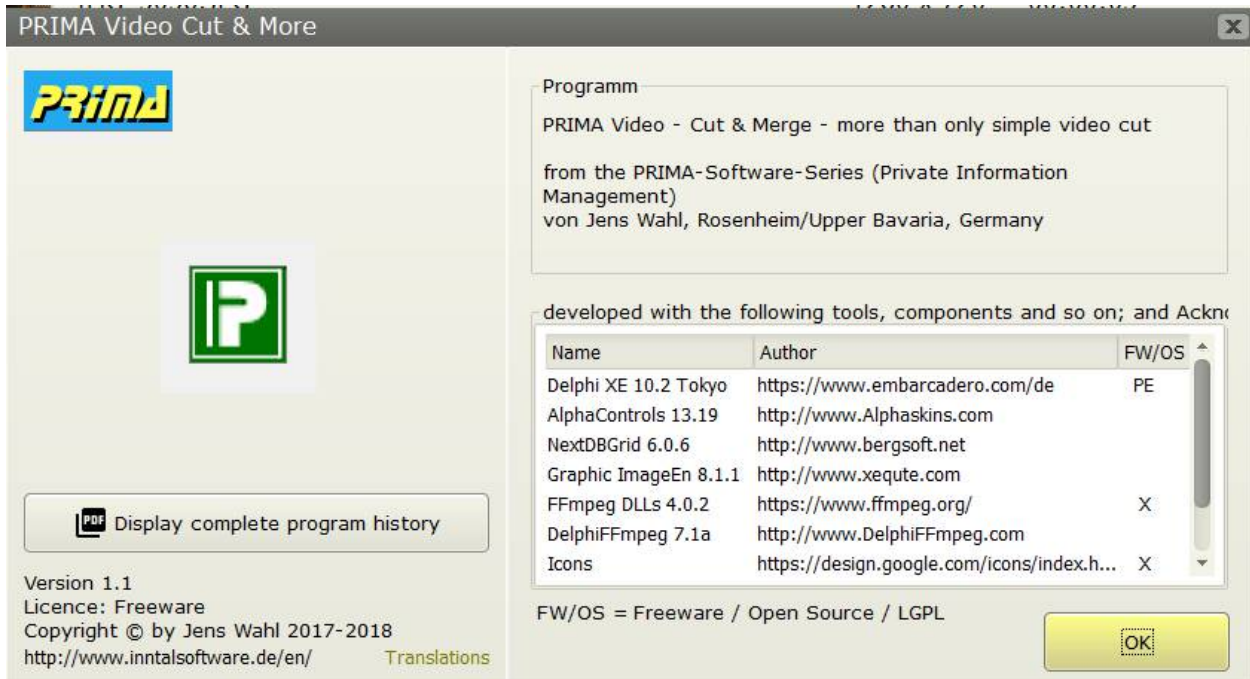 PRIMA Video Cut & More
PRiMA
P
Display complete program history
Version 1.1
Licence: Freeware
Copyright © by Jens Wahl 2017-2018
http://www.inntalsoftware.de/en/ Translations
Programm
PRIMA Video - Cut & Merge - more than only simple video cut
from the PRIMA-Software-Series (Private Information
Management)
von Jens Wahl, Rosenheim/Upper Bavaria, Germany
developed with the following tools, components and so on; and Ackn
Name Author FW/OS
Delphi XE 10.2 Tokyo https://www.embarcadero.com/de PE
AlphaControls 13.19 http://www.Alphaskins.com
NextDBGrid 6.0.6 http://www.bergsoft.net
Graphic ImageEn 8.1.1 http://www.xequte.com
FFmpeg DLLs 4.0.2 https://www.ffmpeg.org/ X
DelphiFFmpeg 7.1a http://www.DelphiFFmpeg.com
Icons https://design.google.com/icons/index.h... X
FW/OS = Freeware / Open Source / LGPL
OK